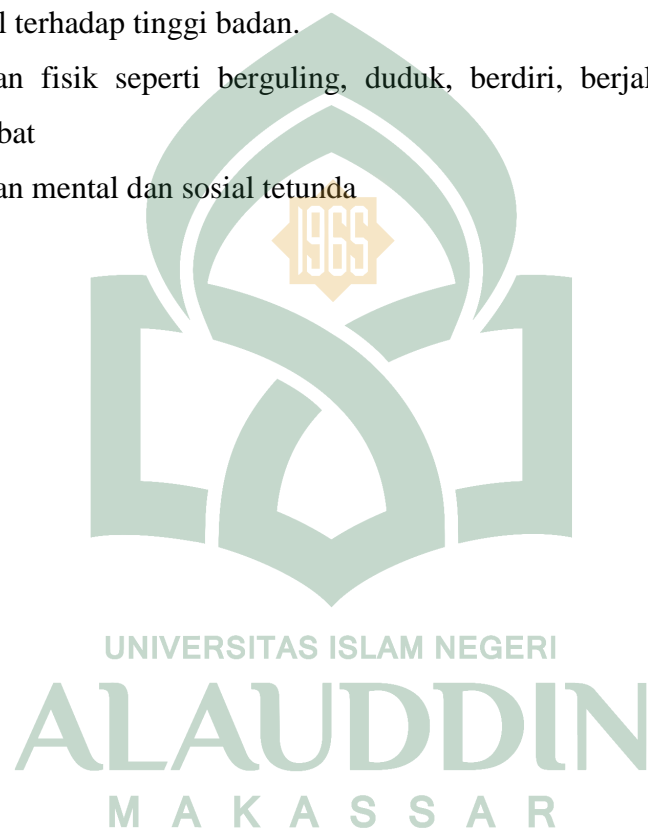 l terhadap tinggi badan.
an fisik seperti berguling, duduk, berdiri, berjal
bat
an mental dan sosial tetunda
1965
UNIVERSITAS ISLAM NEGERI
ALAUDDIN
MAKASSAR